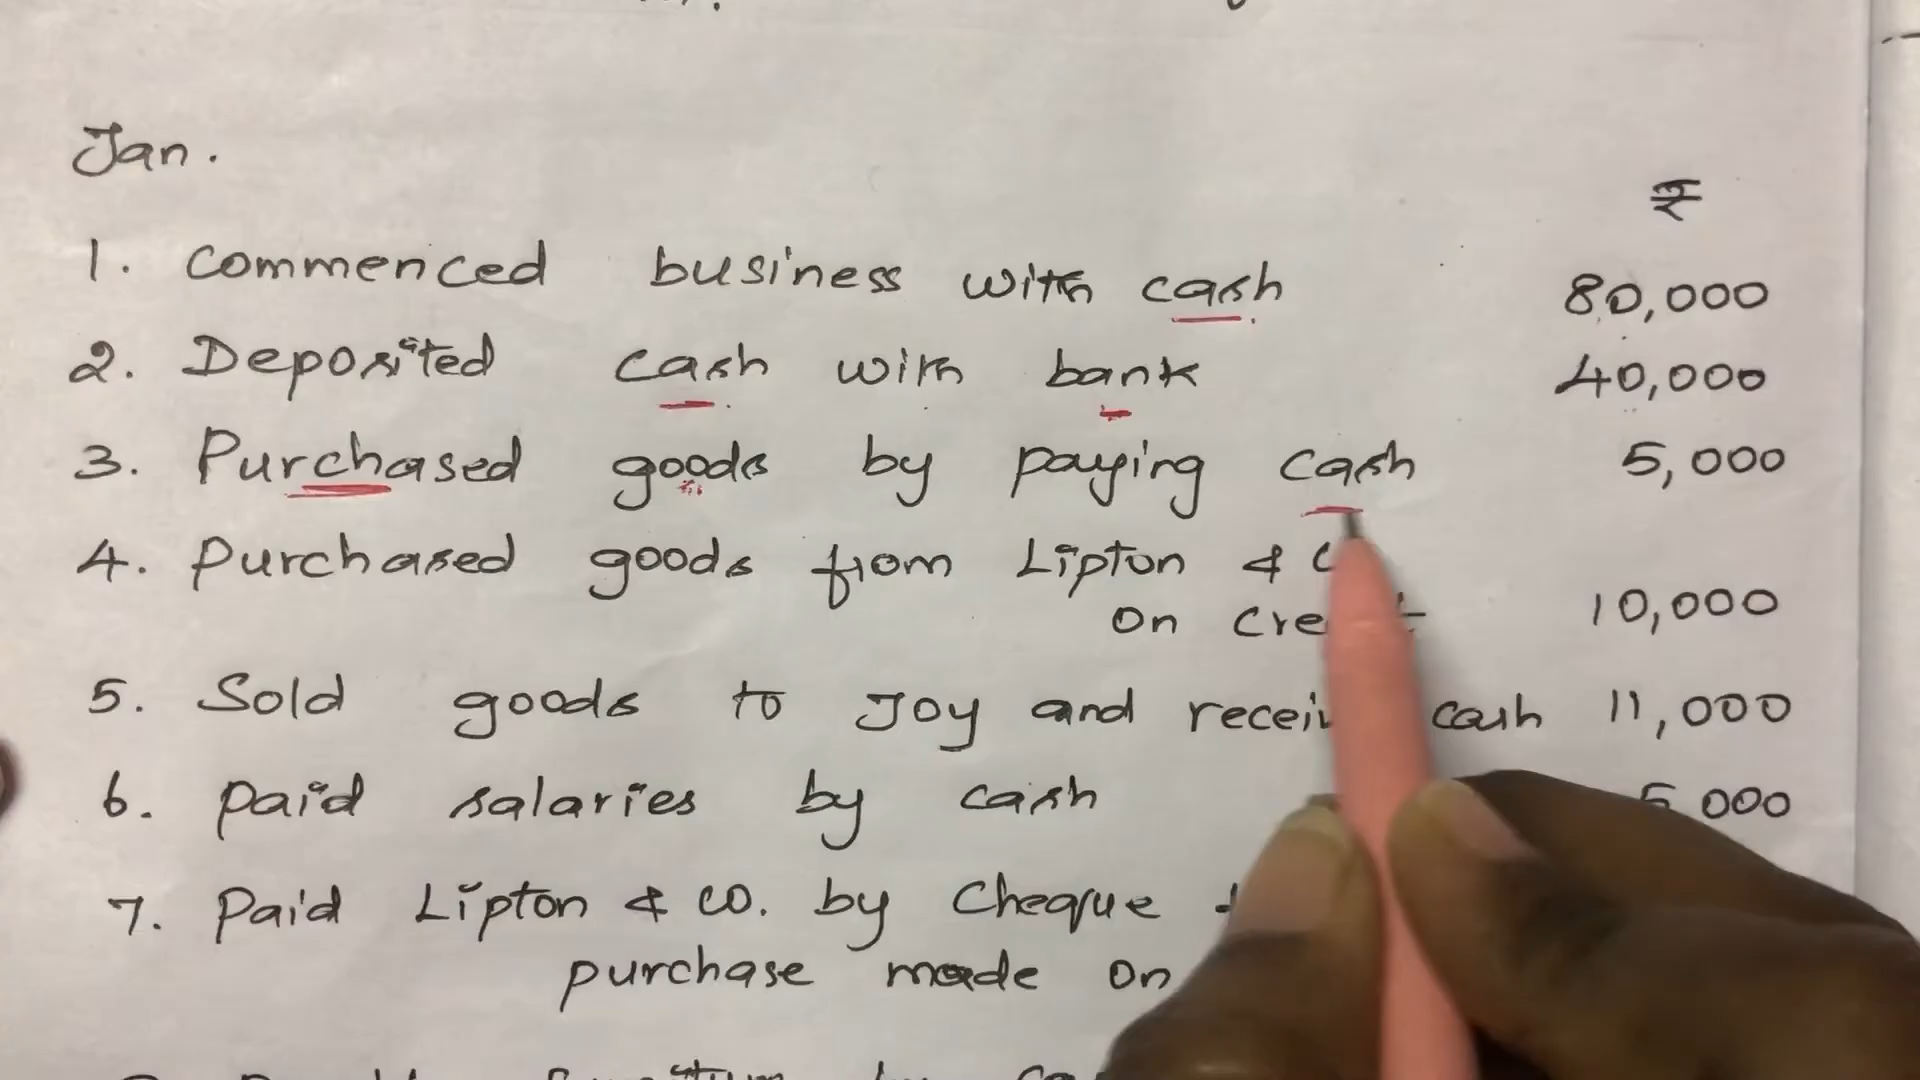 Jan.
₹
1. Commenced business with cash 80,000
2. Deposited cash with bank 40,000
3. Purchased goods by paying cash 5,000
4. Purchased goods from Lipton &
on 10,000
5. Sold goods to Joy and cash 11,000
6. Paid salaries by cash 5,000
7. Paid Lipton & Co. by Cheque
purchase made on